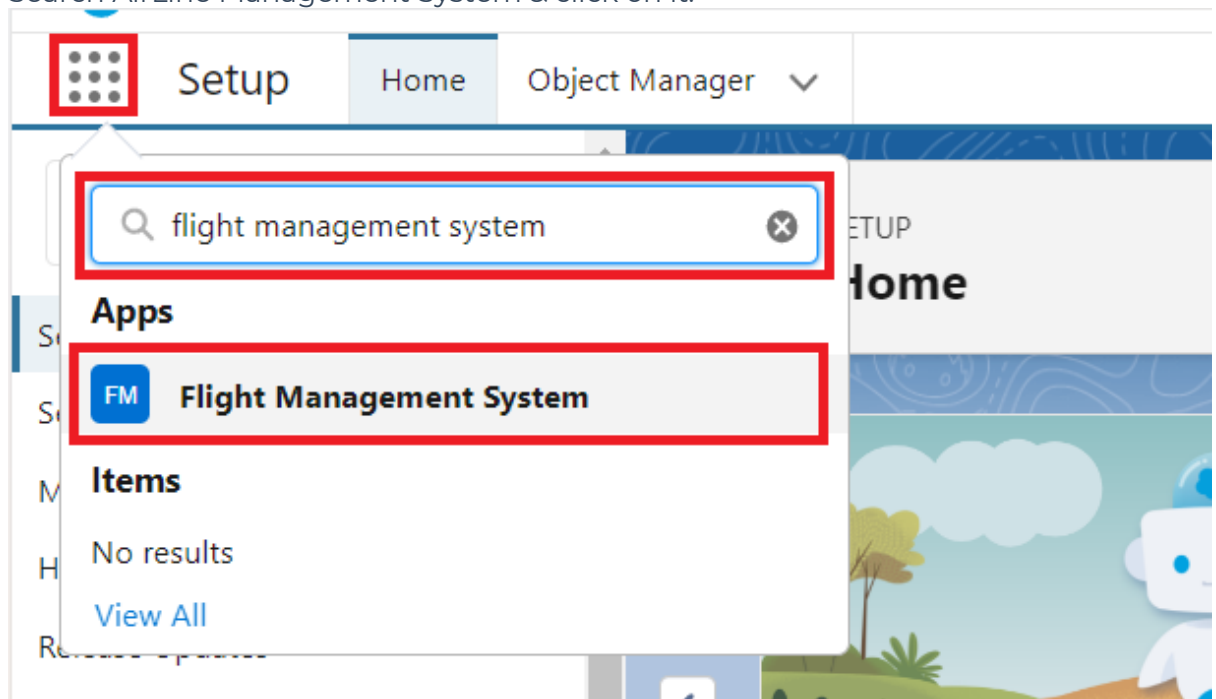 Setup
Home
Object Manager
flight management system
ETUP
Home
Apps
FM
Flight Management System
Items
No results
View All